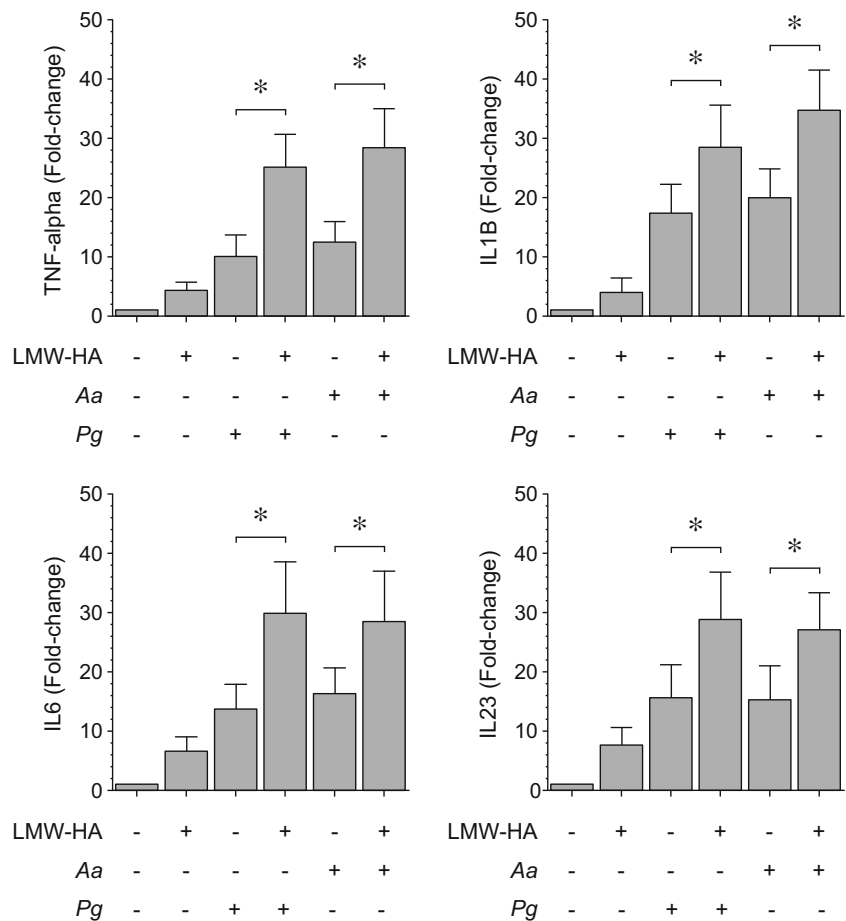 50
40
30
20
10
0
TNF-alpha (Fold-change)
* *
LMW-HA - + - + - +
Aa - - - - + +
Pg - - + + - -
50
40
30
20
10
0
IL1B (Fold-change)
* *
LMW-HA - + - + - +
Aa - - - - + +
Pg - - + + - -
50
40
30
20
10
0
IL6 (Fold-change)
* *
LMW-HA - + - + - +
Aa - - - - + +
Pg - - + + - -
50
40
30
20
10
0
IL23 (Fold-change)
* *
LMW-HA - + - + - +
Aa - - - - + +
Pg - - + + - -